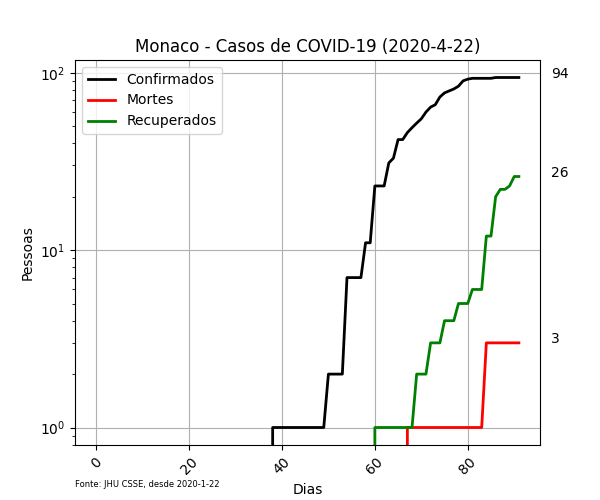 Monaco - Casos de COVID-19 (2020-4-22)
Confirmados
Mortes
Recuperados
Pessoas
10²
10¹
10⁰
94
26
3
0
20
40
60
80
Dias
Fonte: JHU CSSE, desde 2020-1-22